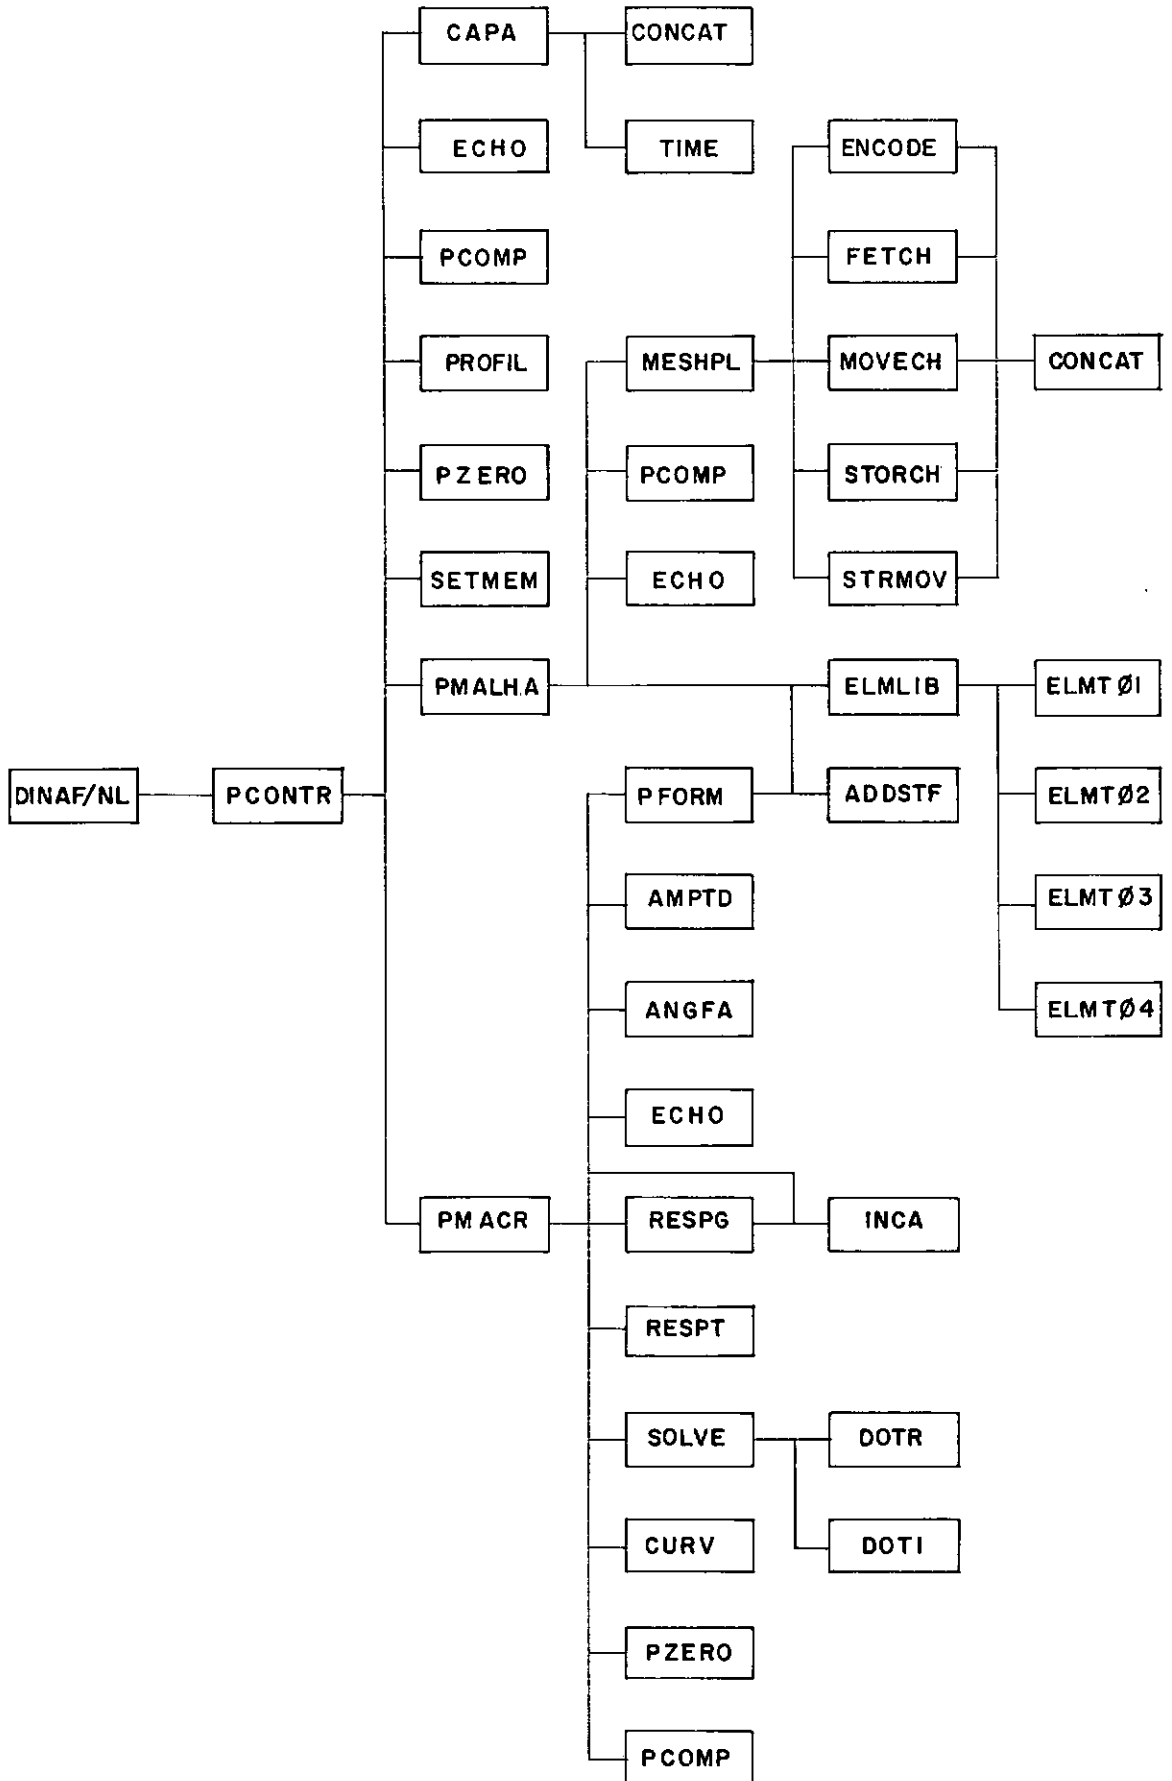 CAPA
CONCAT
ECHO
TIME
ENCODE
PCOMP
FETCH
PROFIL
MESHPL
MOVECH
CONCAT
PZERO
PCOMP
STORCH
SETMEM
ECHO
STRMOV
PMALHA
ELMLIB
ELMTØ1
DINAF/NL
PCONTR
PFORM
ADDSTF
ELMTØ2
AMPTD
ELMTØ3
ANGFA
ELMTØ4
ECHO
PMACR
RESPG
INCA
RESPT
SOLVE
DOTR
CURV
DOTI
PZERO
PCOMP